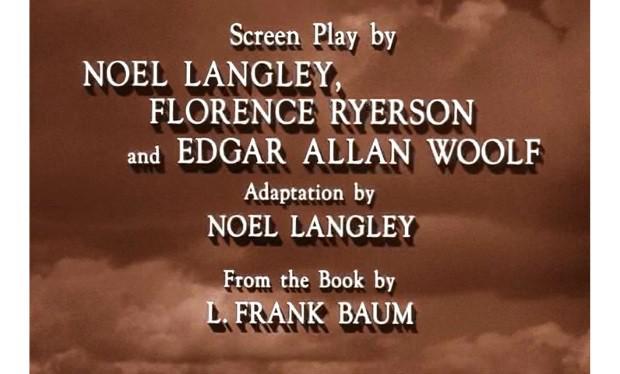 Screen Play by
NOEL LANGLEY,
FLORENCE RYERSON
and EDGAR ALLAN WOOLF
Adaptation by
NOEL LANGLEY
From the Book by
L. FRANK BAUM